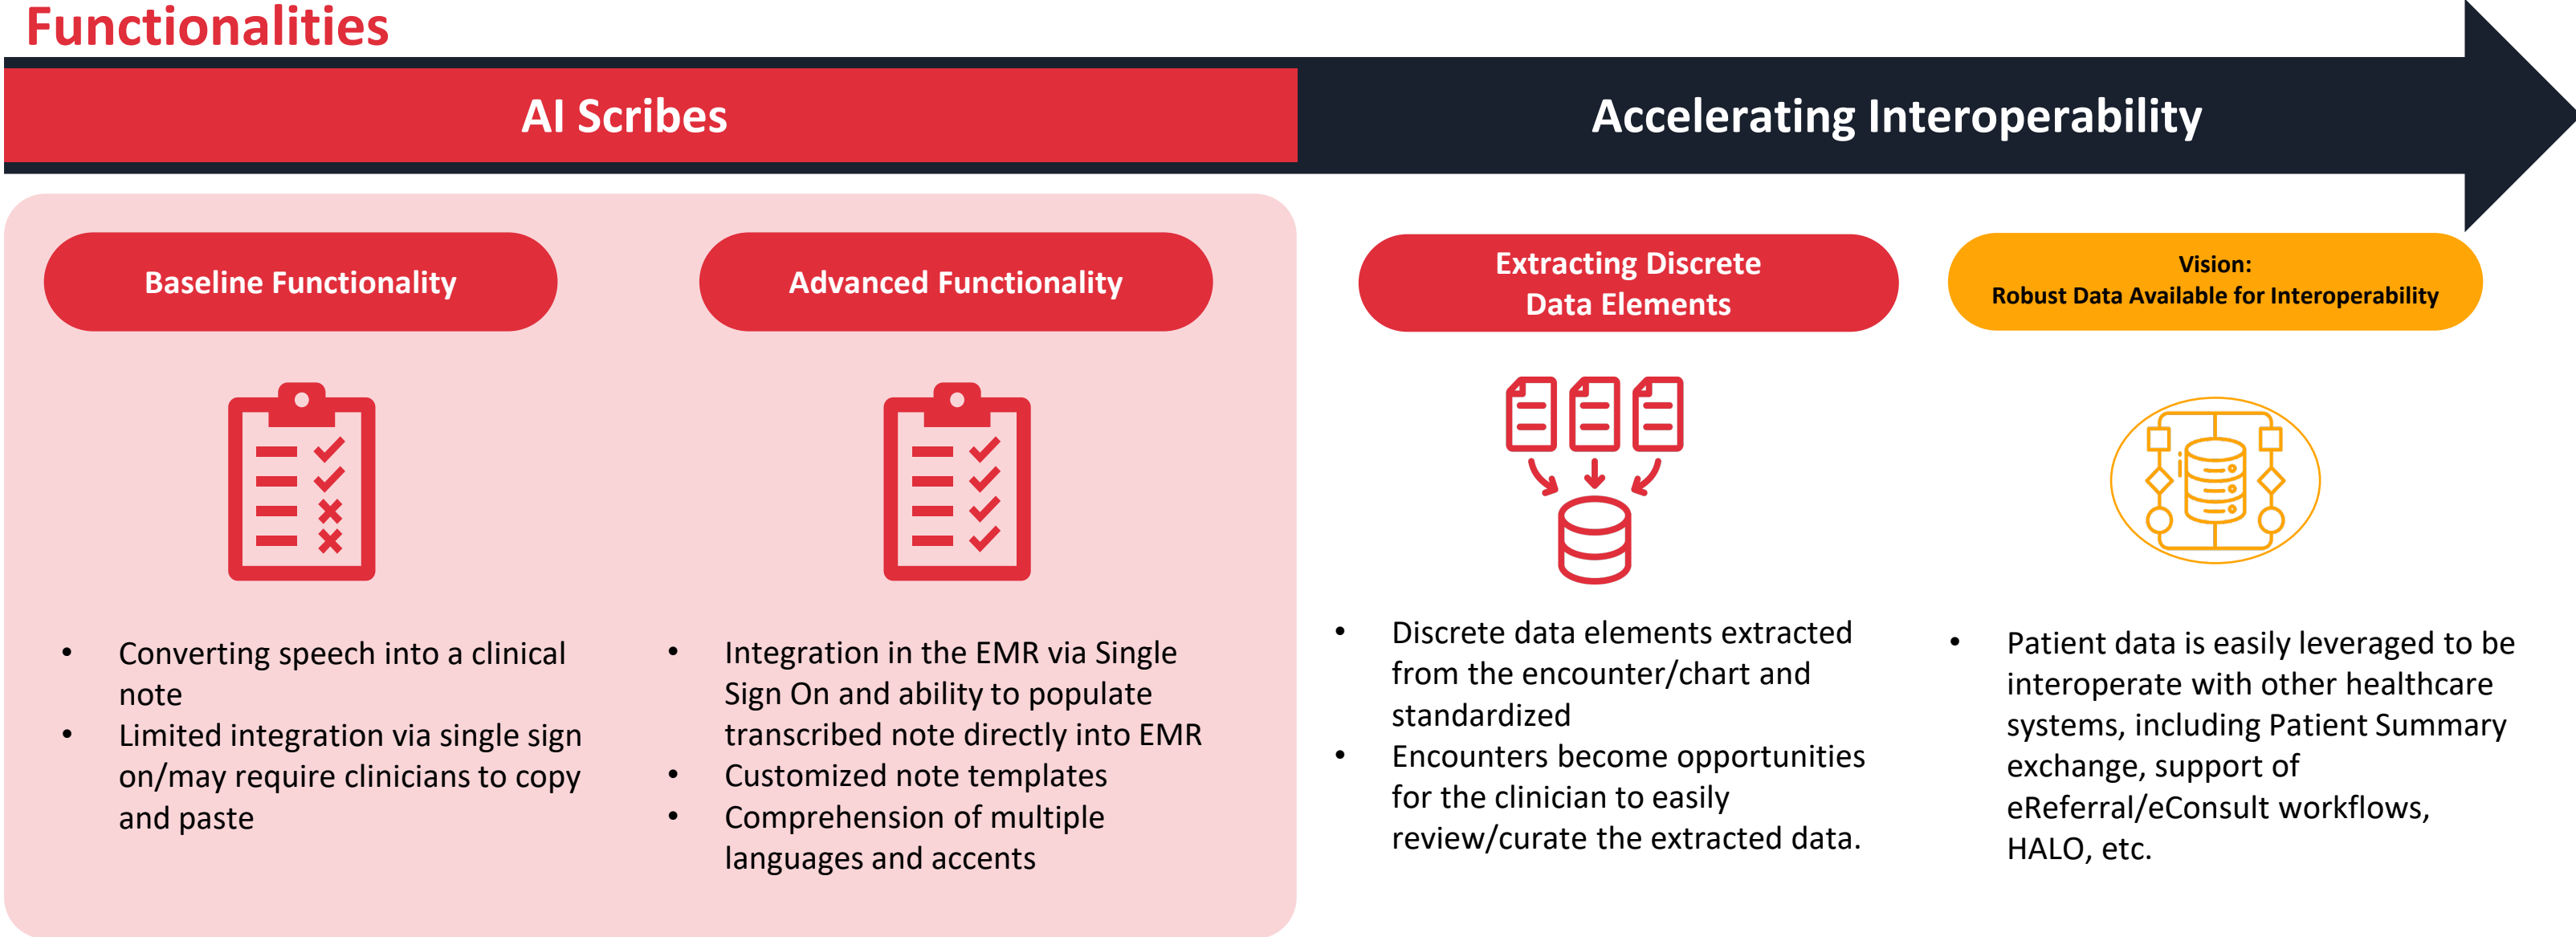 Functionalities
AI Scribes
Accelerating Interoperability
Baseline Functionality
• Converting speech into a clinical
note
• Limited integration via single sign
on/may require clinicians to copy
and paste
Advanced Functionality
• Integration in the EMR via Single
Sign On and ability to populate
transcribed note directly into EMR
• Customized note templates
• Comprehension of multiple
languages and accents
Extracting Discrete
Data Elements
• Discrete data elements extracted
from the encounter/chart and
standardized
• Encounters become opportunities
for the clinician to easily
review/curate the extracted data.
Vision:
Robust Data Available for Interoperability
• Patient data is easily leveraged to be
interoperate with other healthcare
systems, including Patient Summary
exchange, support of
eReferral/eConsult workflows,
HALO, etc.